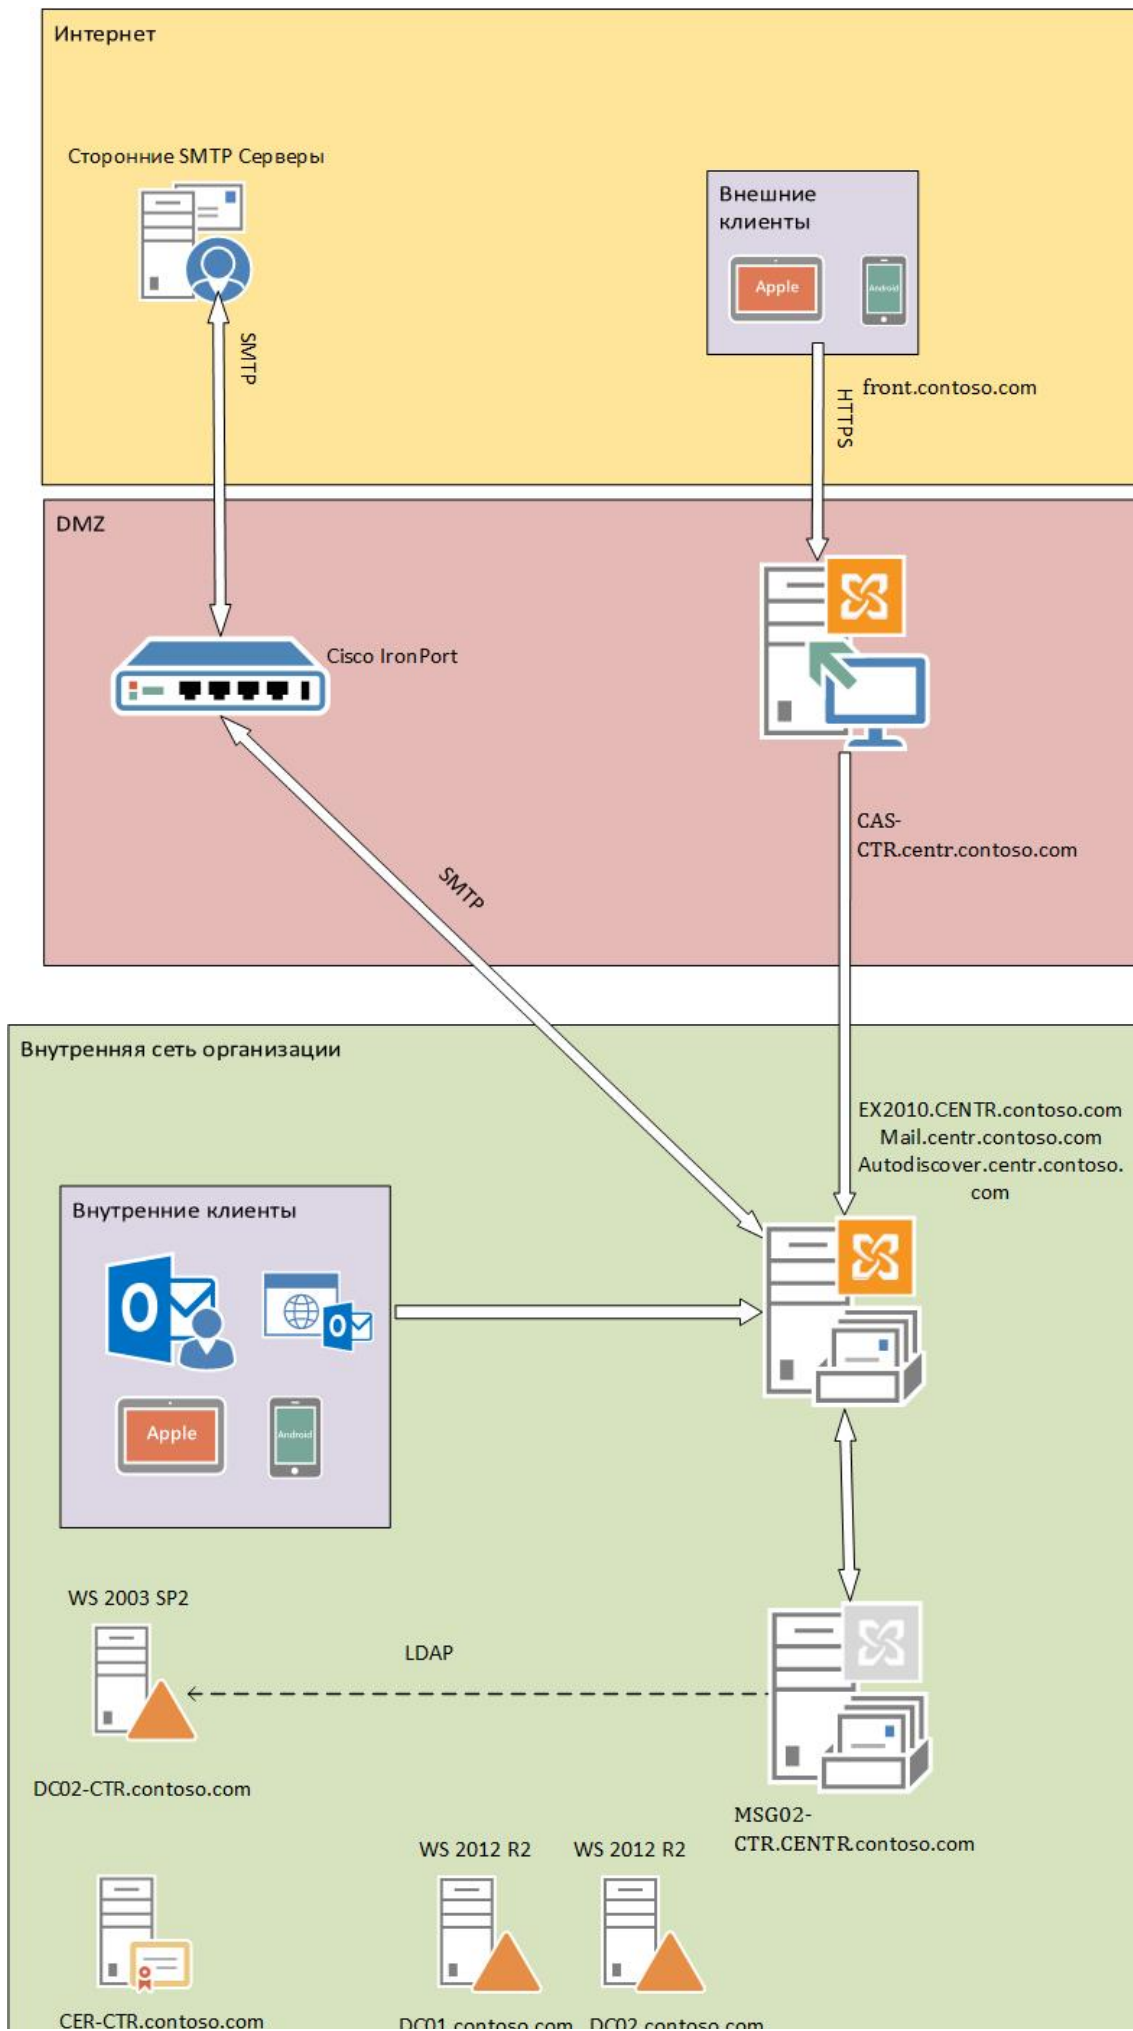 Интернет
Сторонние SMTP Серверы
Внешние
клиенты
Apple
Android
SMTP
HTTPS
front.contoso.com
DMZ
Cisco IronPort
CAS-
CTR.centr.contoso.com
SMTP
Внутренняя сеть организации
EX2010.CENTR.contoso.com
Mail.centr.contoso.com
Autodiscover.centr.contoso.
com
Внутренние клиенты
Apple
Android
WS 2003 SP2
LDAP
DC02-CTR.contoso.com
MSG02-
CTR.CENTR.contoso.com
WS 2012 R2
WS 2012 R2
CER-CTR.contoso.com
DC01.contoso.com
DC02.contoso.com